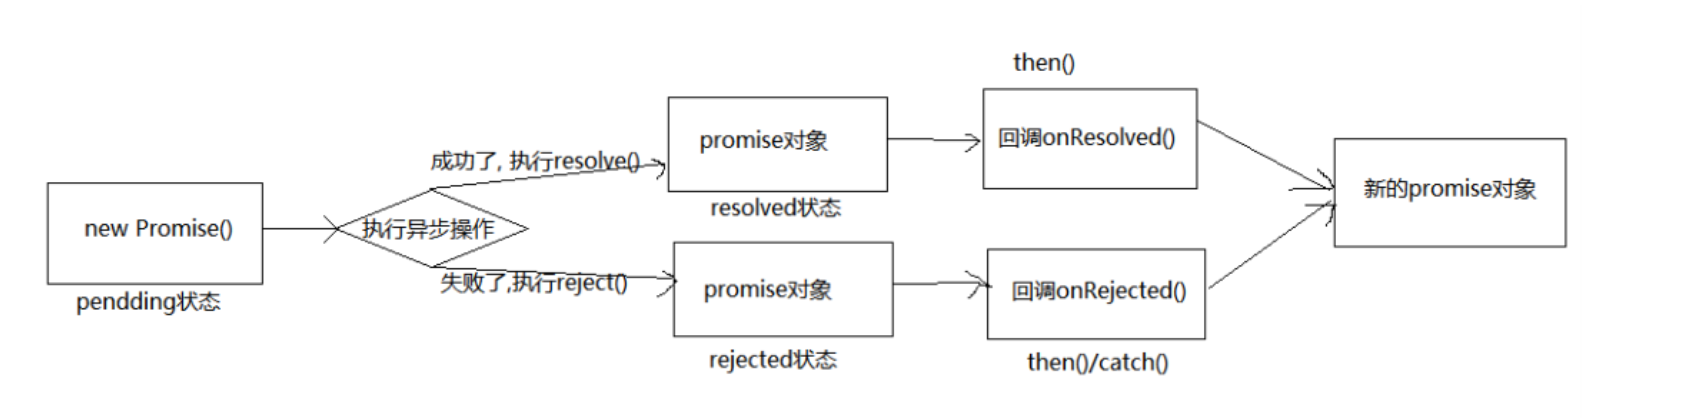 new Promise()
pendding状态
执行异步操作
成功了, 执行resolve()
失败了,执行reject()
promise对象
resolved状态
promise对象
rejected状态
then()
回调onResolved()
回调onRejected()
then()/catch()
新的promise对象